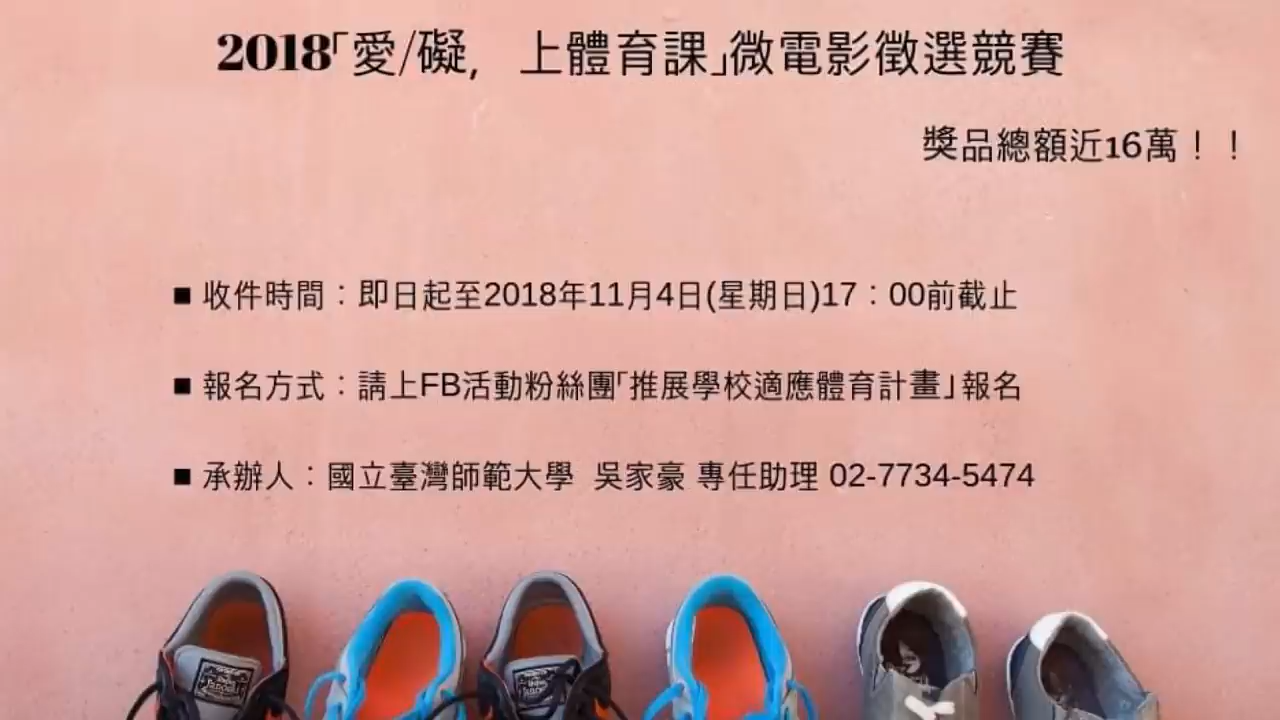 2018「愛/礙, 上體育課」微電影徵選競賽
獎品總額近16萬！！
■ 收件時間：即日起至2018年11月4日(星期日)17：00前截止
■ 報名方式：請上FB活動粉絲團「推展學校適應體育計畫」報名
■ 承辦人：國立臺灣師範大學 吳家豪 專任助理 02-7734-5474